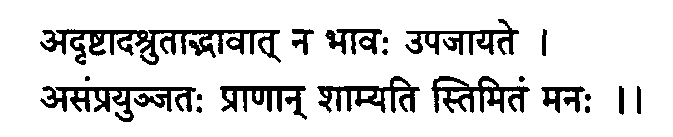 अदृष्टादश्रुताद्भावात् न भावः उपजायते ।
असंप्रयुञ्जतः प्राणान् शाम्यति स्तिमितं मनः ।।